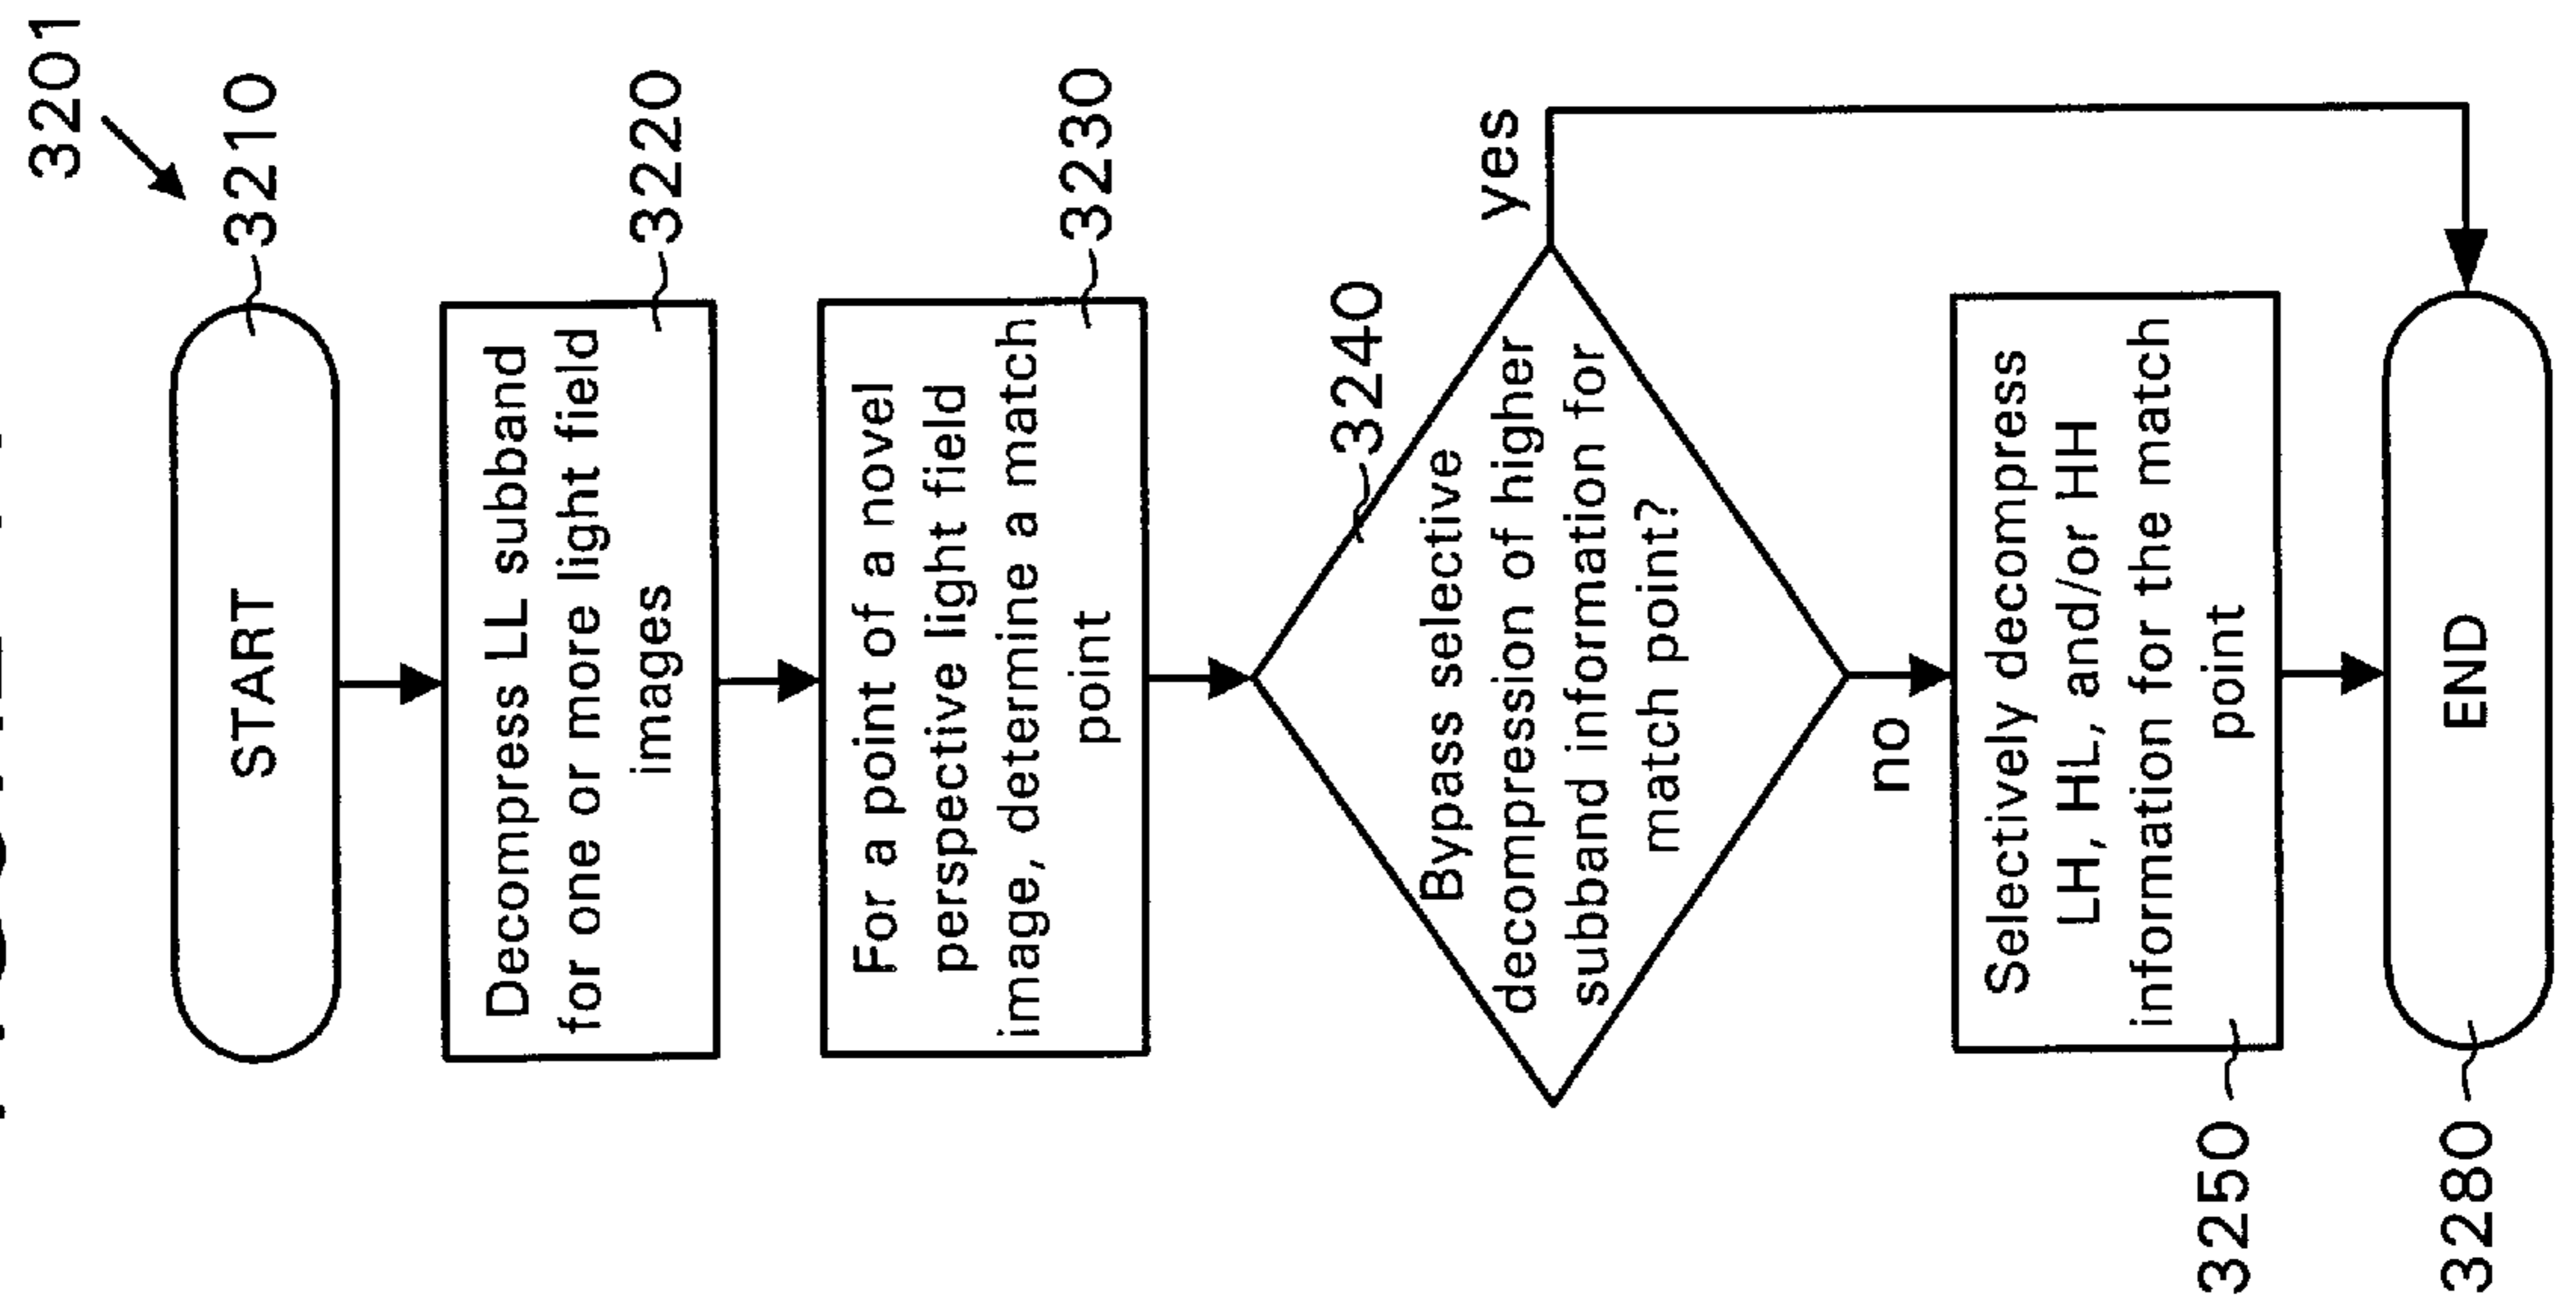 3201
START
3210
Decompress LL subband
for one or more light field
images
3220
For a point of a novel
perspective light field
image, determine a match
point
3230
3240
Bypass selective
decompression of higher
subband information for
match point?
yes
no
Selectively decompress
LH, HL, and/or HH
information for the match
point
3250
END
3280